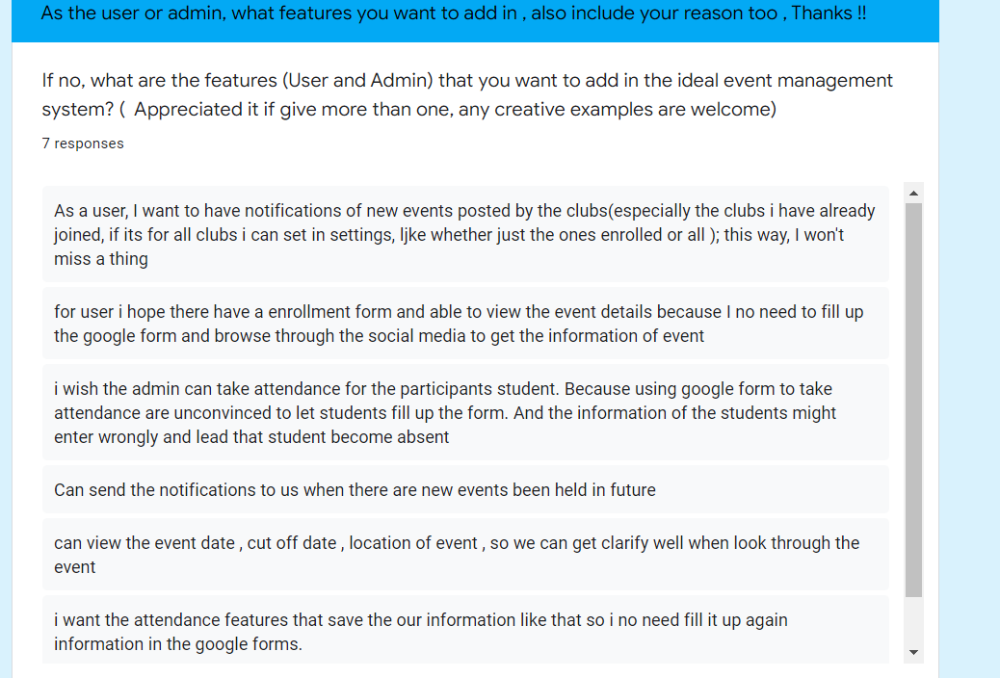 As the user or admin, what features you want to add in , also include your reason too , Thanks !!
If no, what are the features (User and Admin) that you want to add in the ideal event management
system? (  Appreciated it if give more than one, any creative examples are welcome)
7 responses
As a user, I want to have notifications of new events posted by the clubs(especially the clubs i have already
joined, if its for all clubs i can set in settings, ljke whether just the ones enrolled or all ); this way, I won't
miss a thing
for user i hope there have a enrollment form and able to view the event details because I no need to fill up
the google form and browse through the social media to get the information of event
i wish the admin can take attendance for the participants student. Because using google form to take
attendance are unconvinced to let students fill up the form. And the information of the students might
enter wrongly and lead that student become absent
Can send the notifications to us when there are new events been held in future
can view the event date , cut off date , location of event , so we can get clarify well when look through the
event
i want the attendance features that save the our information like that so i no need fill it up again
information in the google forms.